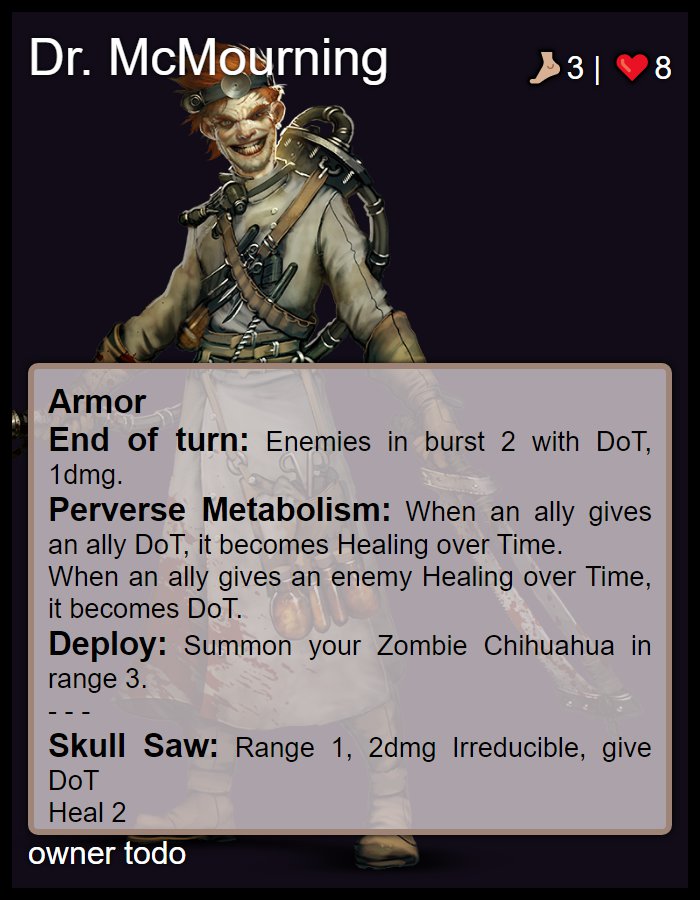 Dr. McMourning
3 | 8
Armor
End of turn: Enemies in burst 2 with DoT,
1dmg.
Perverse Metabolism: When an ally gives
an ally DoT, it becomes Healing over Time.
When an ally gives an enemy Healing over Time,
it becomes DoT.
Deploy: Summon your Zombie Chihuahua in
range 3.
- - -
Skull Saw: Range 1, 2dmg Irreducible, give
DoT
Heal 2
owner todo